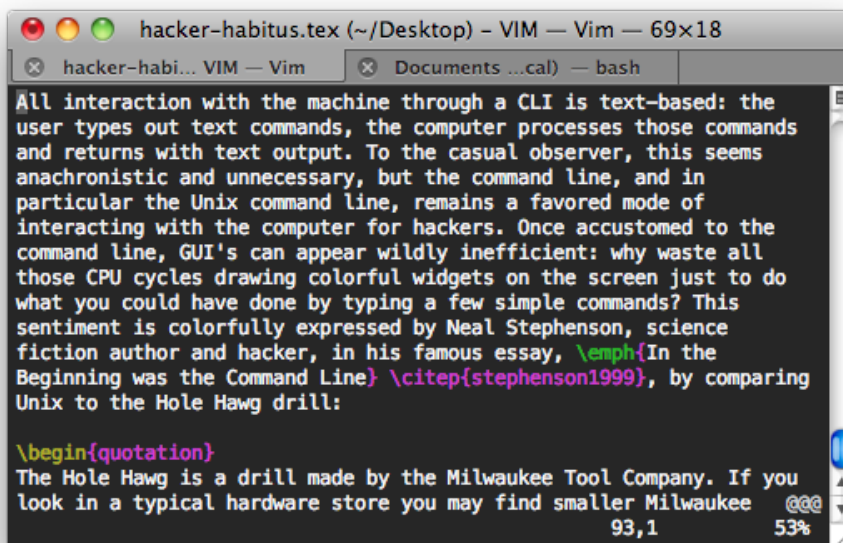 hacker-habitus.tex (~/Desktop) – VIM — Vim — 69×18
hacker-habi... VIM — Vim
Documents ...cal) — bash
All interaction with the machine through a CLI is text-based: the
user types out text commands, the computer processes those commands
and returns with text output. To the casual observer, this seems
anachronistic and unnecessary, but the command line, and in
particular the Unix command line, remains a favored mode of
interacting with the computer for hackers. Once accustomed to the
command line, GUI's can appear wildly inefficient: why waste all
those CPU cycles drawing colorful widgets on the screen just to do
what you could have done by typing a few simple commands? This
sentiment is colorfully expressed by Neal Stephenson, science
fiction author and hacker, in his famous essay, \emph{In the
Beginning was the Command Line} \citep{stephenson1999}, by comparing
Unix to the Hole Hawg drill:

\begin{quotation}
The Hole Hawg is a drill made by the Milwaukee Tool Company. If you
look in a typical hardware store you may find smaller Milwaukee @@@
93,1 53%